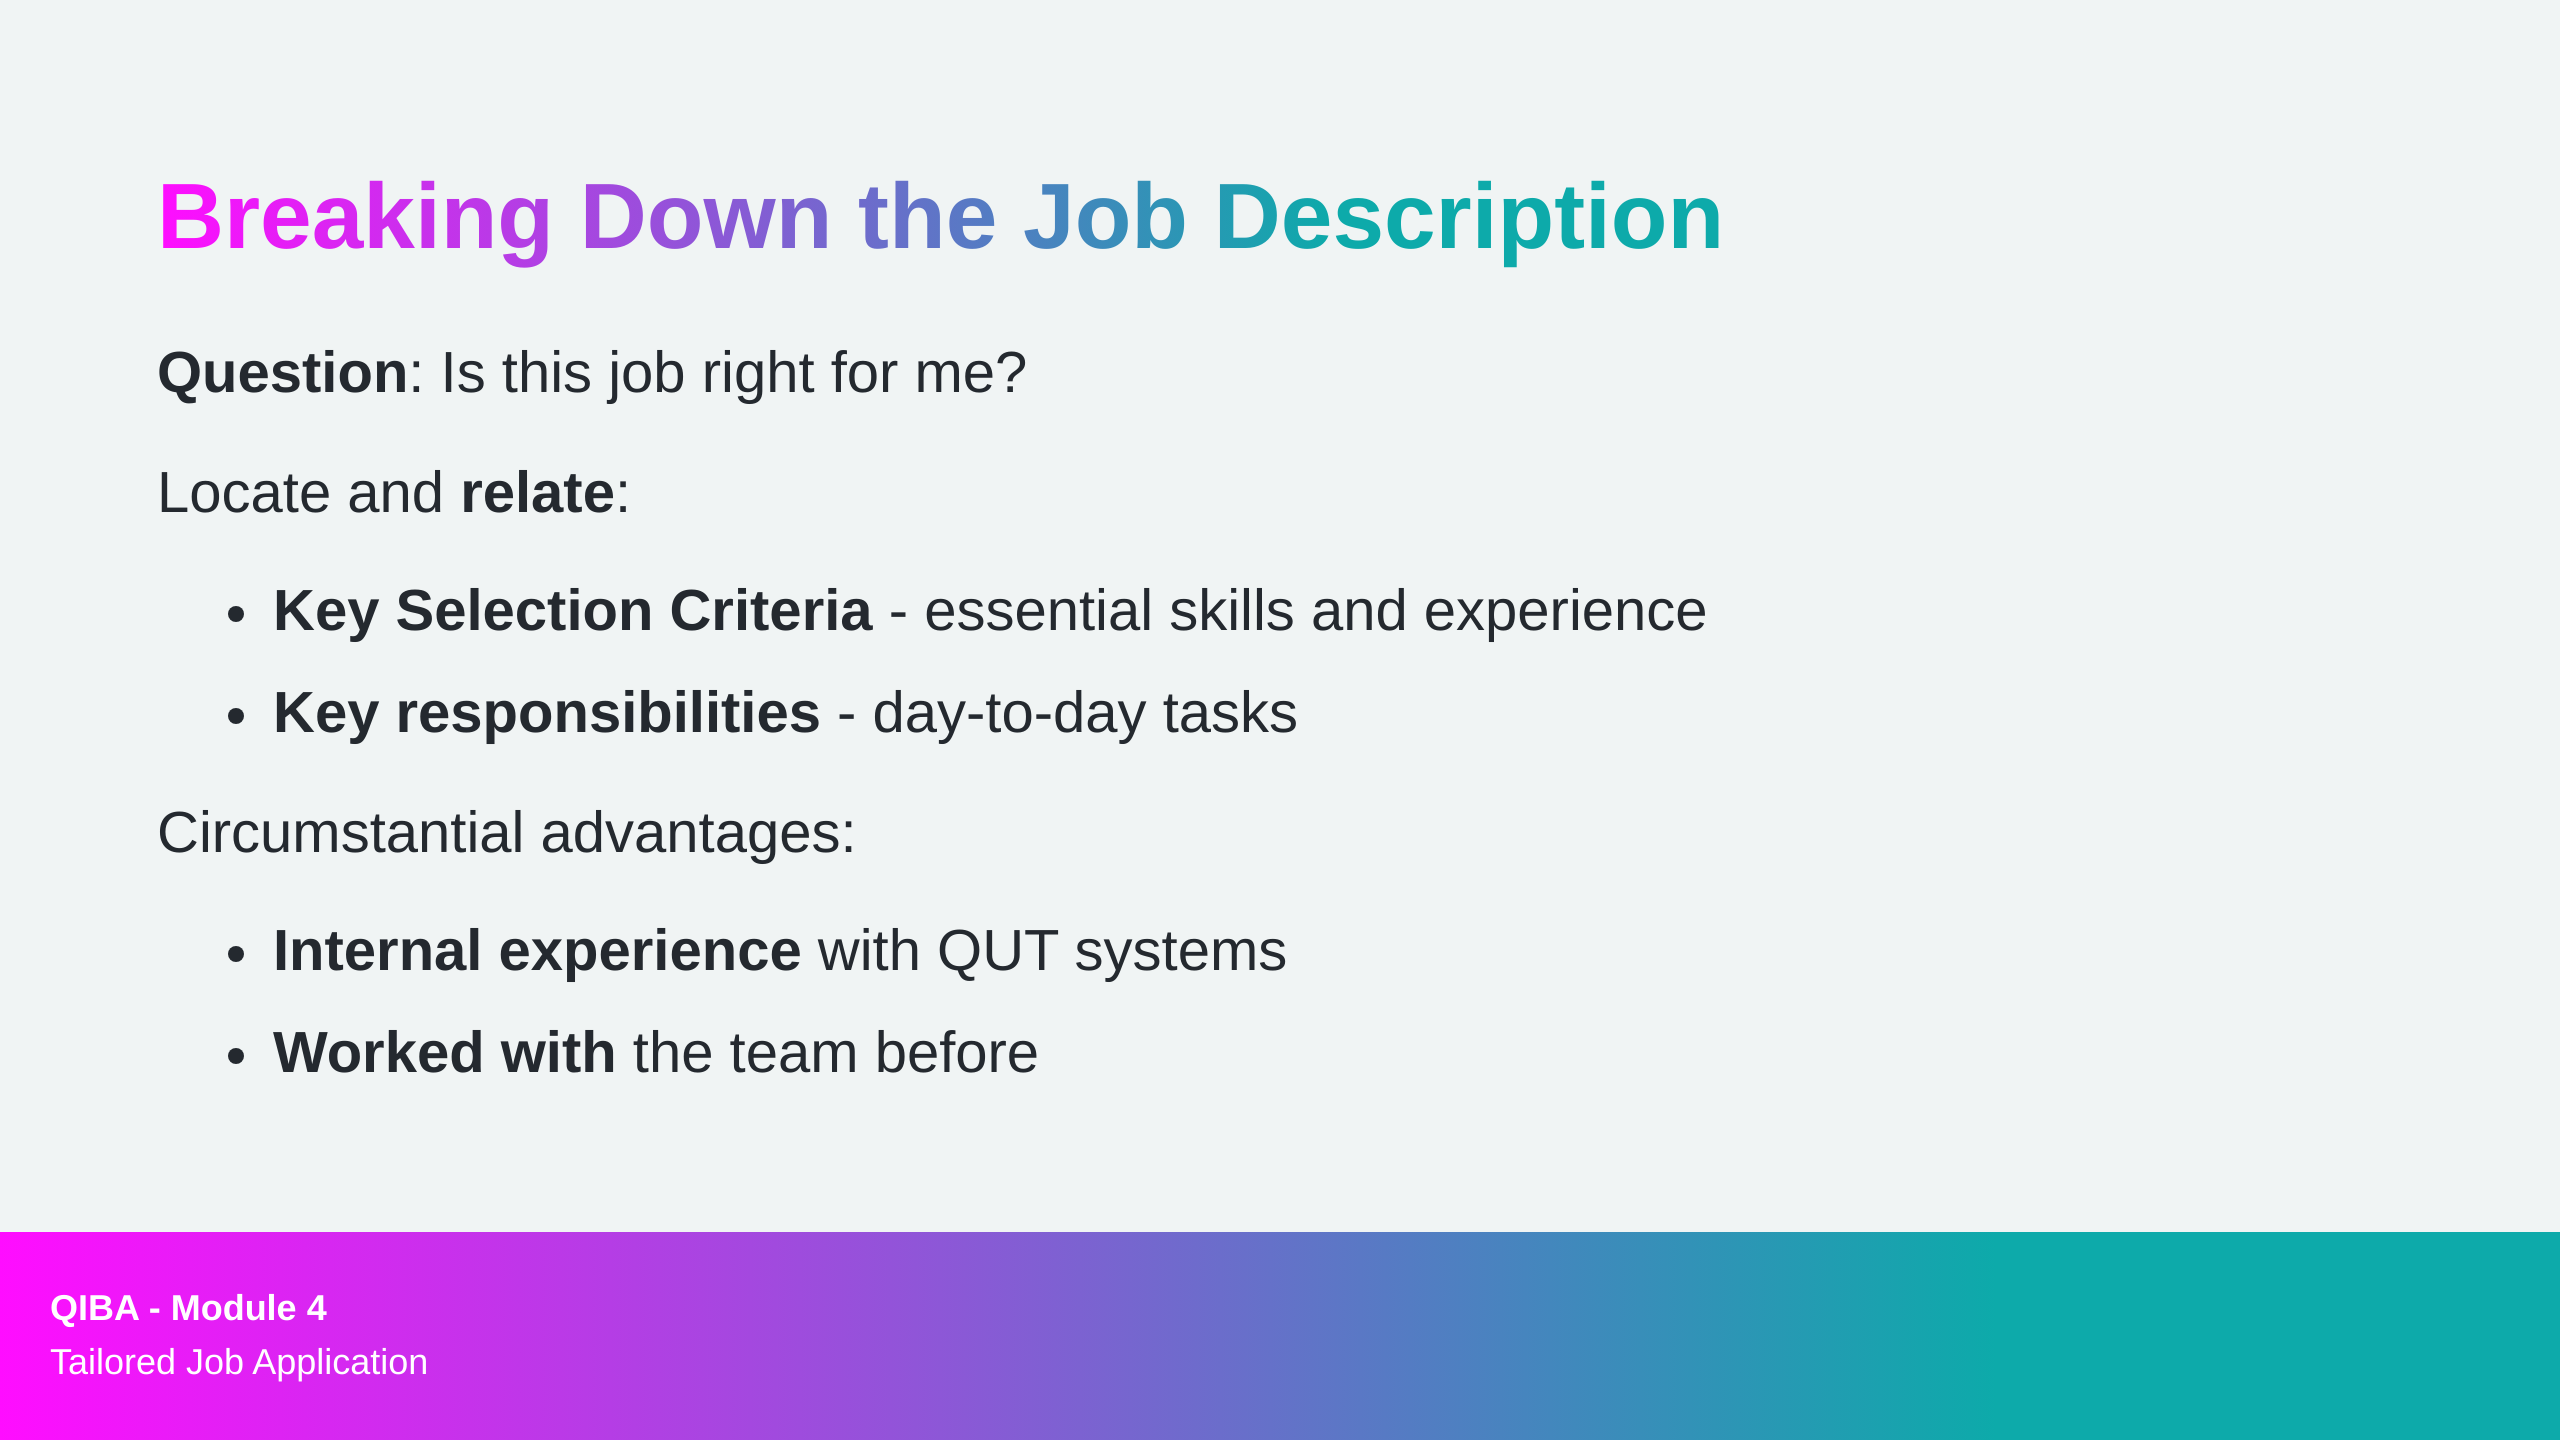 Breaking Down the Job Description
Question: Is this job right for me?
Locate and relate:
• Key Selection Criteria - essential skills and experience
• Key responsibilities - day-to-day tasks
Circumstantial advantages:
• Internal experience with QUT systems
• Worked with the team before
QIBA - Module 4
Tailored Job Application